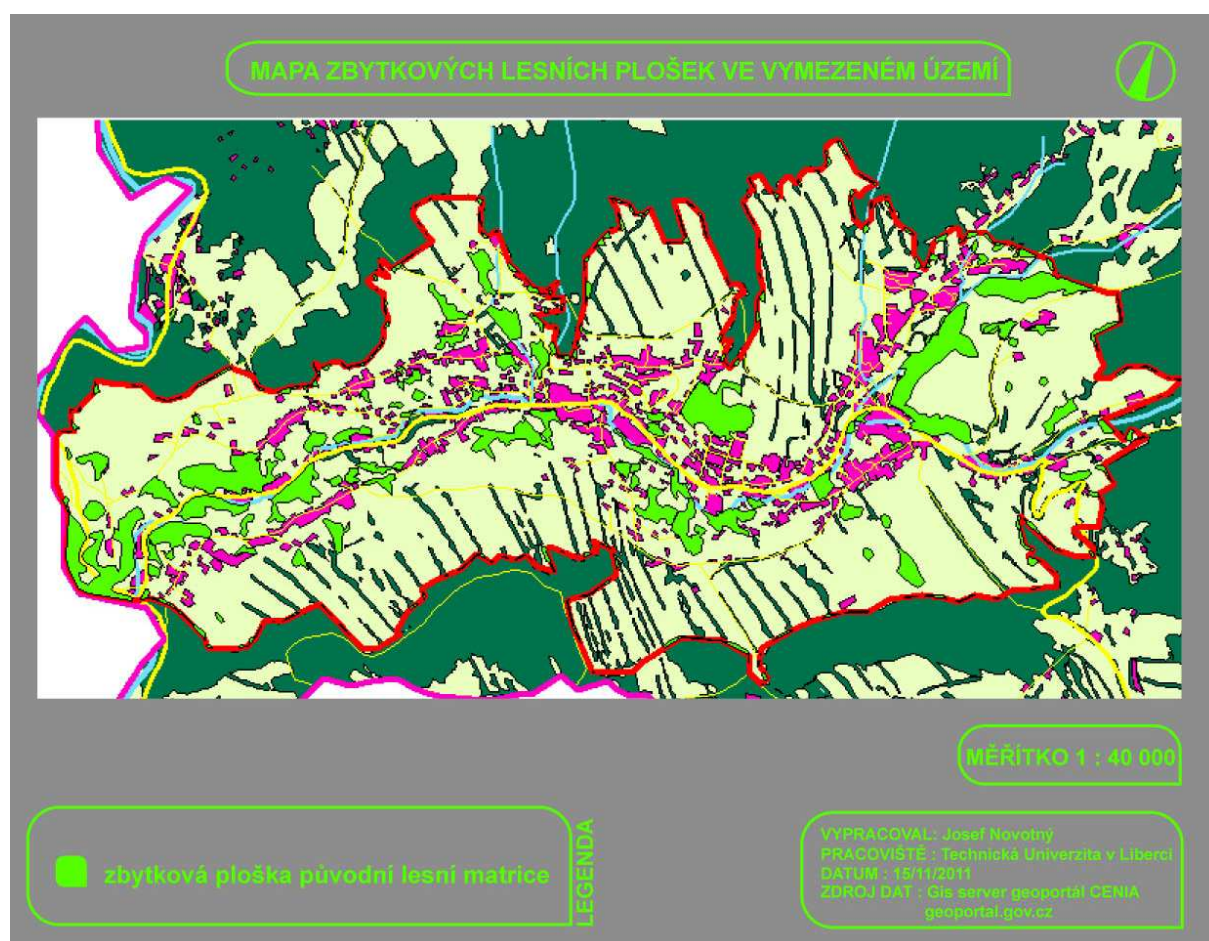 MAPA ZBYTKOVÝCH LESNÍCH PLOŠEK VE VYMEZENÉM ÚZEMÍ
MĚŘÍTKO 1 : 40 000
LEGENDA
zbytková ploška původní lesní matrice
VYPRACOVAL: Josef Novotný
PRACOVIŠTĚ : Technická Univerzita v Liberci
DATUM : 15/11/2011
ZDROJ DAT : Gis server geoportál CENIA
geoportal.gov.cz